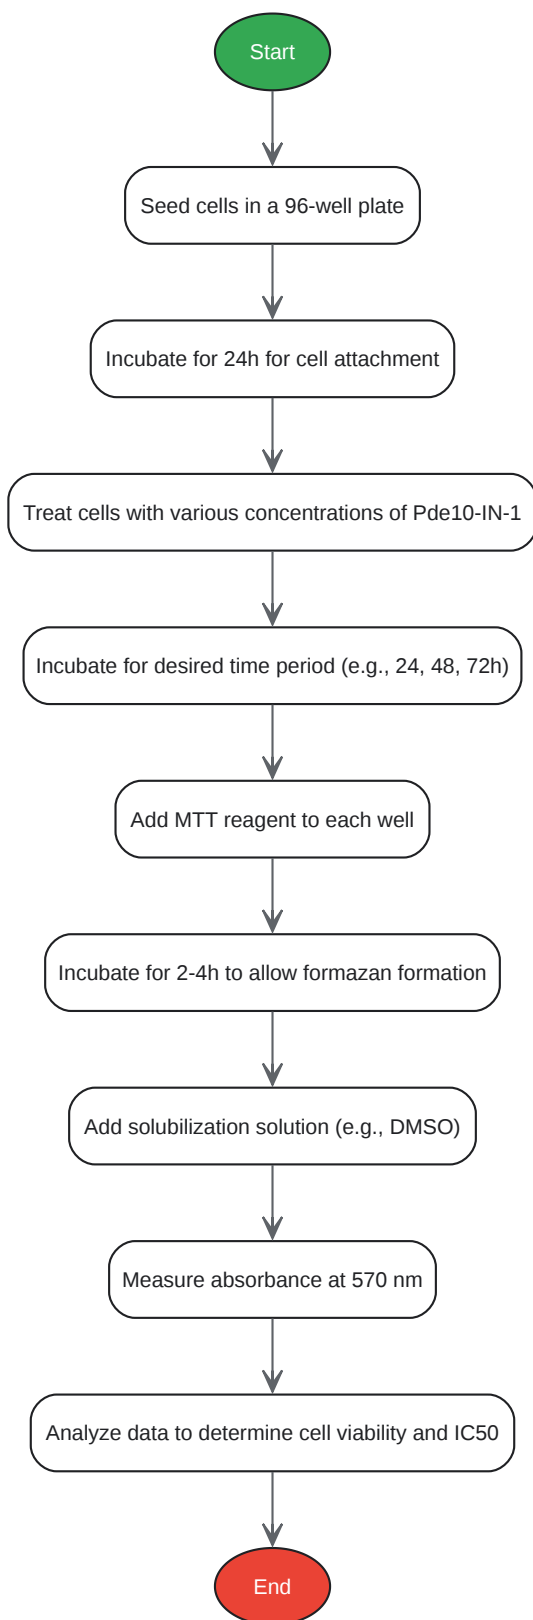 Start
Seed cells in a 96-well plate
Incubate for 24h for cell attachment
Treat cells with various concentrations of Pde10-IN-1
Incubate for desired time period (e.g., 24, 48, 72h)
Add MTT reagent to each well
Incubate for 2-4h to allow formazan formation
Add solubilization solution (e.g., DMSO)
Measure absorbance at 570 nm
Analyze data to determine cell viability and IC50
End